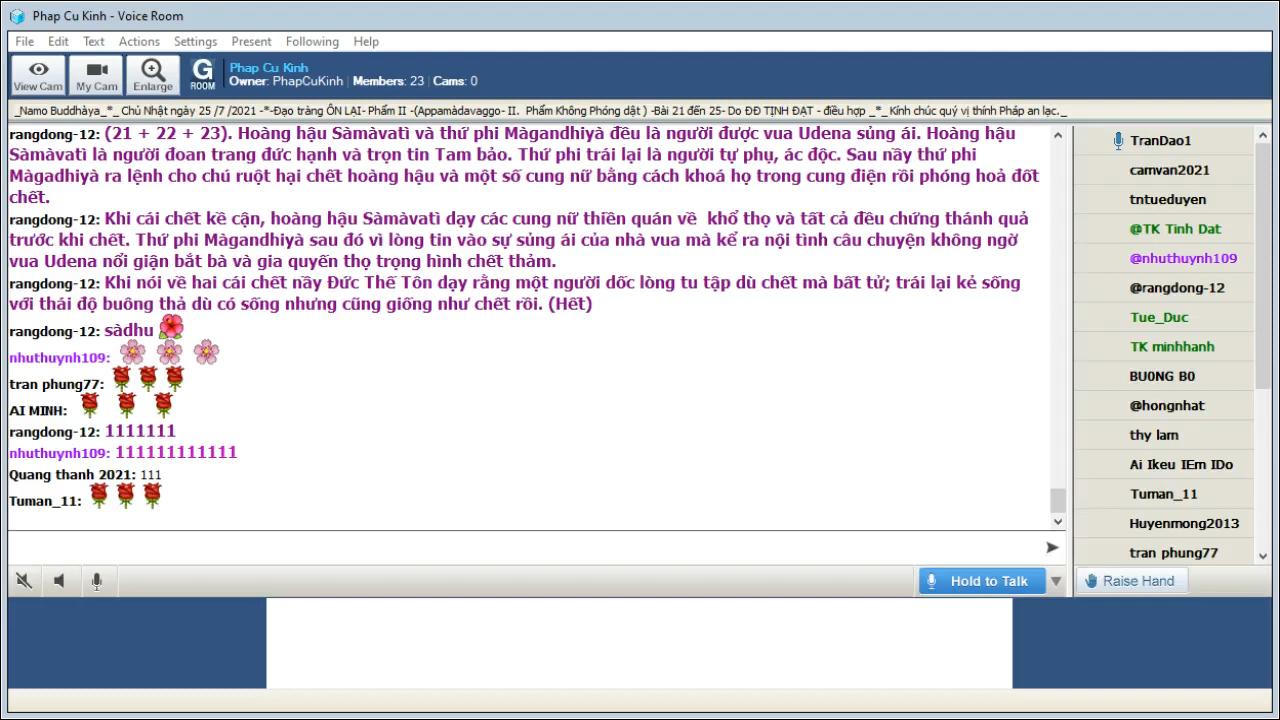 Phap Cu Kinh - Voice Room
File Edit Text Actions Settings Present Following Help
View Cam My Cam Enlarge G ROOM
Phap Cu Kinh
Owner: PhapCuKinh Members: 23 Cams: 0
_Namo Buddhàya_*_ Chủ Nhật ngày 25 /7 /2021 -*-Đạo tràng ÔN LẠI- Phẩm II -(Appamàdavaggo- II. Phẩm Không Phóng dật ) -Bài 21 đến 25- Do ĐĐ TỊNH ĐẠT - điều hợp _*_ Kính chúc quý vị thính Pháp an lạc._
rangdong-12: (21 + 22 + 23). Hoàng hậu Sàmàvatì và thứ phi Màgandhiyà đều là người được vua Udena sủng ái. Hoàng hậu
Sàmàvatì là người đoan trang đức hạnh và trọn tin Tam bảo. Thứ phi trái lại là người tự phụ, ác độc. Sau nầy thứ phi
Màgadhiyà ra lệnh cho chú ruột hại chết hoàng hậu và một số cung nữ bằng cách khoá họ trong cung điện rồi phóng hoả đốt
chết.
rangdong-12: Khi cái chết kề cận, hoàng hậu Sàmàvatì dạy các cung nữ thiền quán về khổ thọ và tất cả đều chứng thánh quả
trước khi chết. Thứ phi Màgandhiyà sau đó vì lòng tin vào sự sủng ái của nhà vua mà kể ra nội tình câu chuyện không ngờ
vua Udena nổi giận bắt bà và gia quyến thọ trọng hình chết thảm.
rangdong-12: Khi nói về hai cái chết nầy Đức Thế Tôn dạy rằng một người dốc lòng tu tập dù chết mà bất tử; trái lại kẻ sống
với thái độ buông thả dù có sống nhưng cũng giống như chết rồi. (Hết)
rangdong-12: sàdhu
nhuthuynh109:
tran phung77:
AI MINH:
rangdong-12: 1111111
nhuthuynh109: 111111111111
Quang thanh 2021: 111
Tuman_11:
Hold to Talk
TranDao1
camvan2021
tntueduyen
@TK Tinh Dat
@nhuthuynh109
@rangdong-12
Tue_Duc
TK minhhanh
BU0NG B0
@hongnhat
thy lam
Ai Ikeu IEm IDo
Tuman_11
Huyenmong2013
tran phung77
Raise Hand